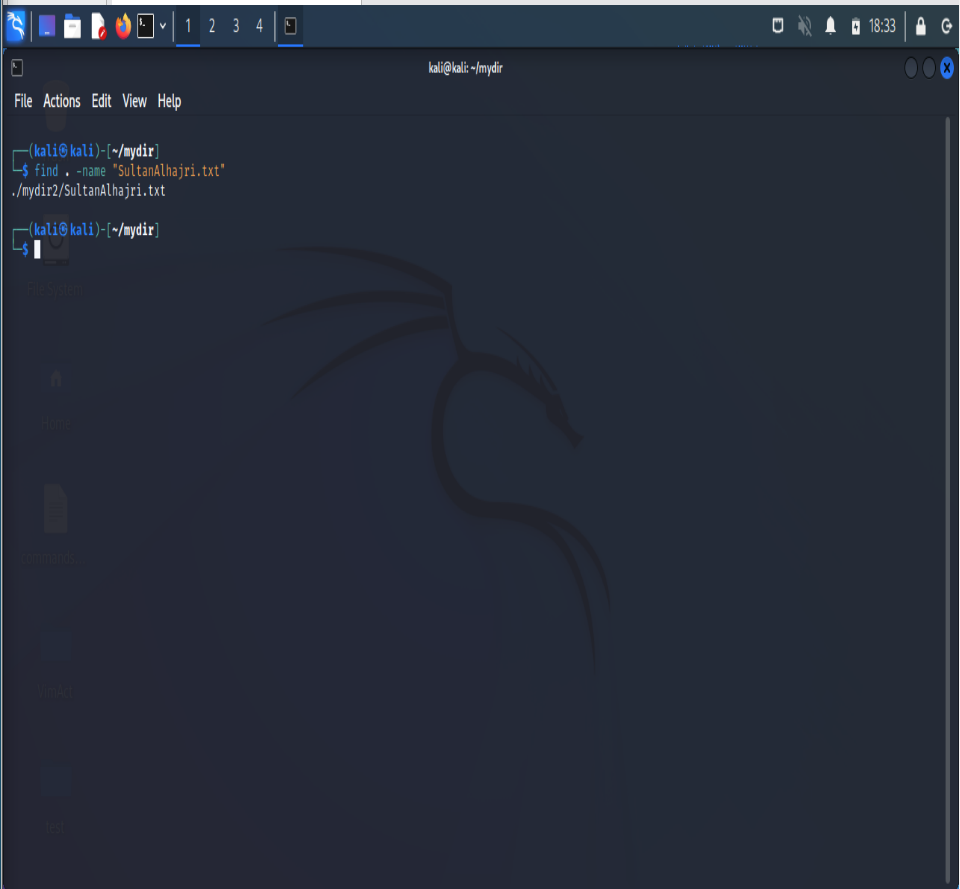 1 2 3 4 18:33
kali@kali: ~/mydir
File Actions Edit View Help
┌──(kali㉿kali)-[~/mydir]
└─$ find . -name "SultanAlhajri.txt"
./mydir2/SultanAlhajri.txt
┌──(kali㉿kali)-[~/mydir]
└─$
File System
Home
test